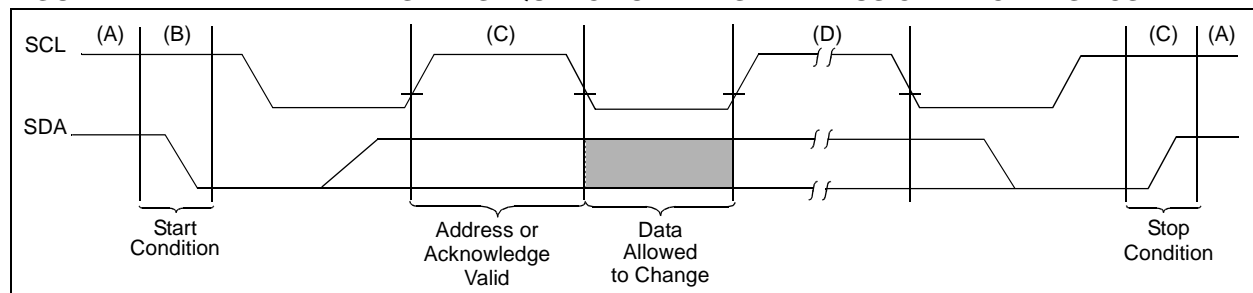 (A) (B) (C) (D) (C) (A)
SCL
SDA
Start
Condition
Address or
Acknowledge
Valid
Data
Allowed
to Change
Stop
Condition